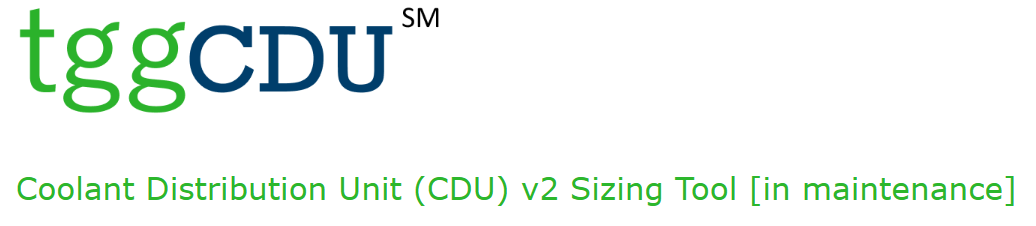 tggCDU SM
Coolant Distribution Unit (CDU) v2 Sizing Tool [in maintenance]